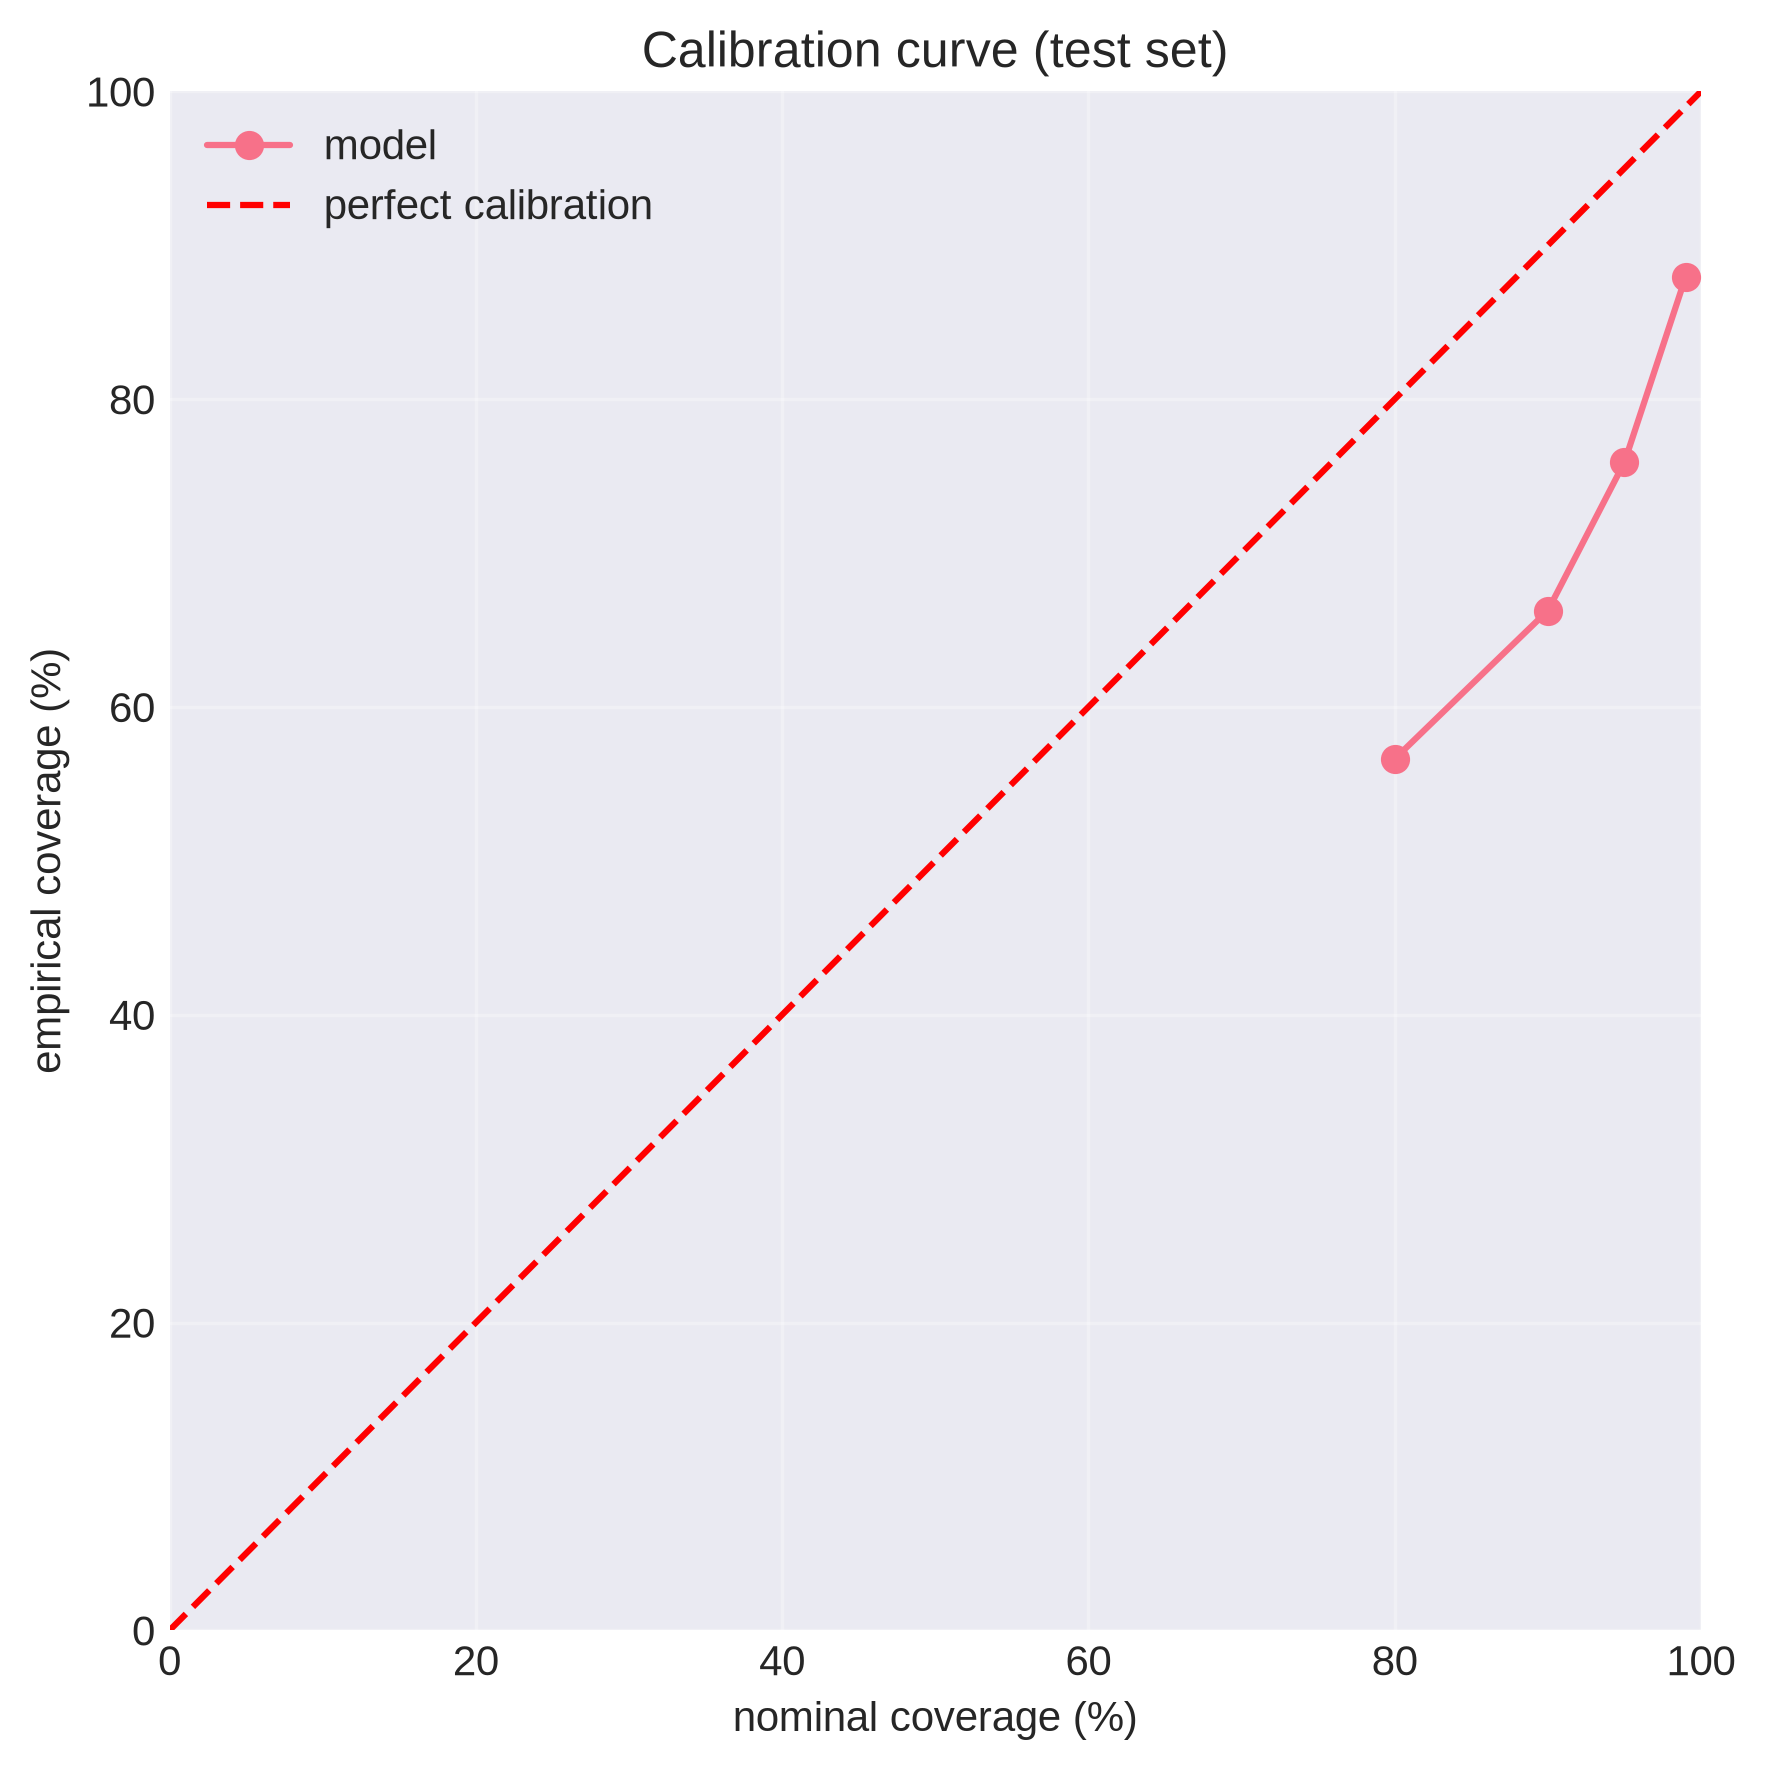 Calibration curve (test set)
100
model
perfect calibration
80
60
40
20
0
empirical coverage (%)
0 20 40 60 80 100
nominal coverage (%)